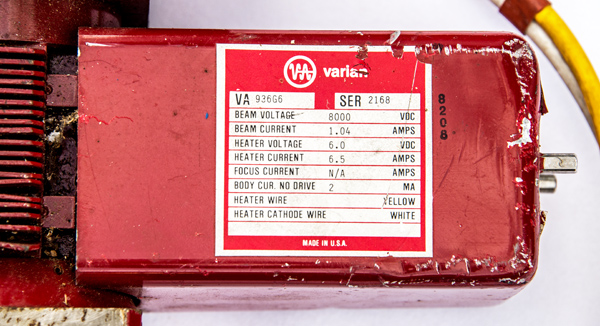 VA varian
VA 936G6 SER 2168
BEAM VOLTAGE 8000 VDC
BEAM CURRENT 1.04 AMPS
HEATER VOLTAGE 6.0 VDC
HEATER CURRENT 6.5 AMPS
FOCUS CURRENT N/A AMPS
BODY CUR. NO DRIVE 2 MA
HEATER WIRE YELLOW
HEATER CATHODE WIRE WHITE
MADE IN U.S.A.
8208